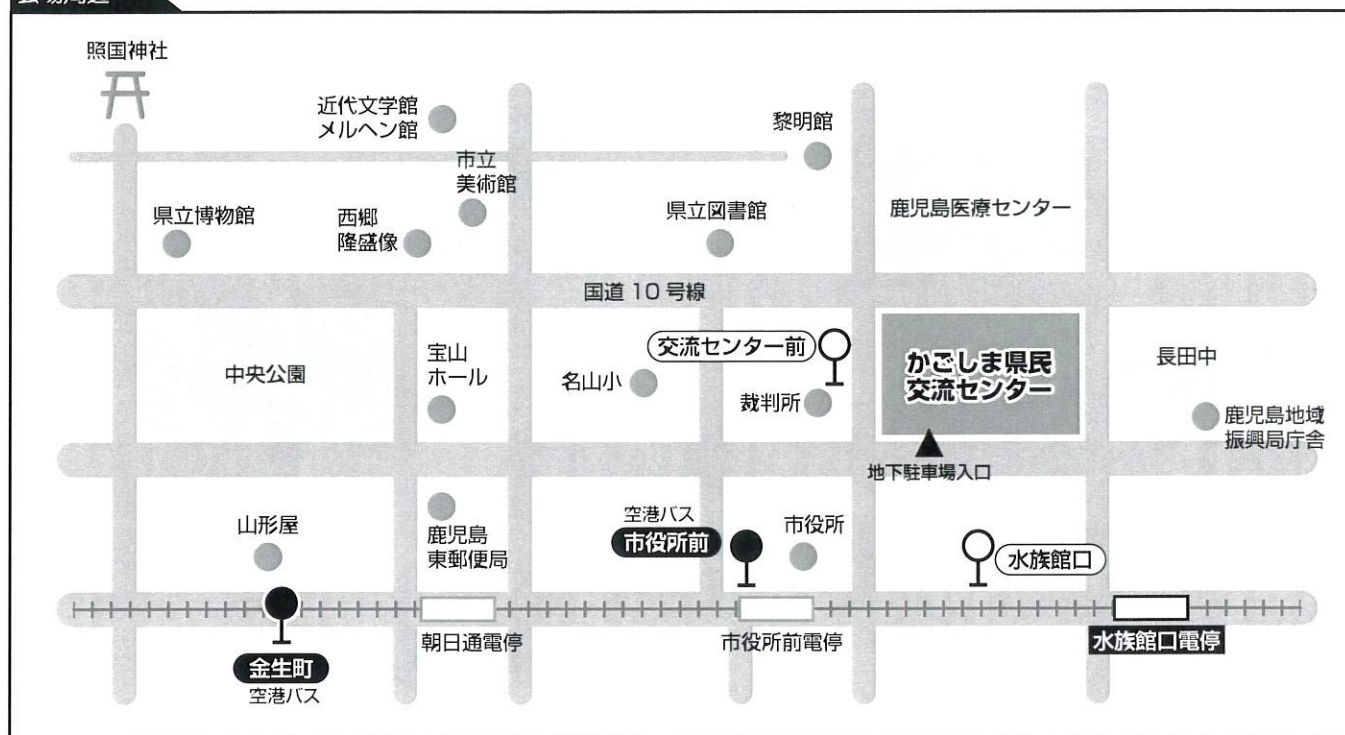 照国神社
近代文学館
メルヘン館
黎明館
市立
美術館
県立博物館
西郷
隆盛像
県立図書館
鹿児島医療センター
国道 10 号線
中央公園
宝山
ホール
名山小
交流センター前
裁判所
かごしま県民
交流センター
長田中
鹿児島地域
振興局庁舎
地下駐車場入口
山形屋
鹿児島
東郵便局
空港バス
市役所前
市役所
水族館口
朝日通電停
市役所前電停
水族館口電停
金生町
空港バス